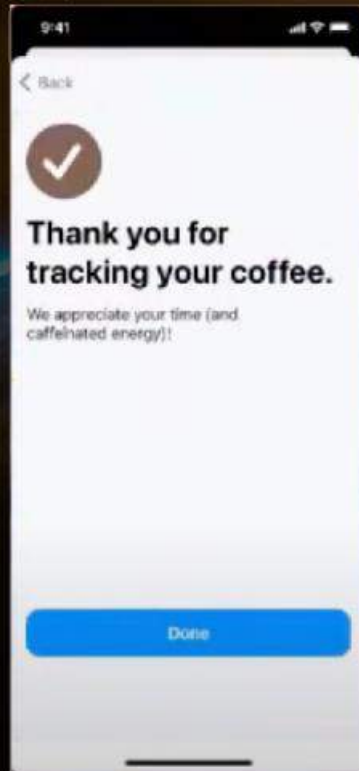 9:41
Back
Thank you for
tracking your coffee.
We appreciate your time (and
caffeinated energy)!
Done